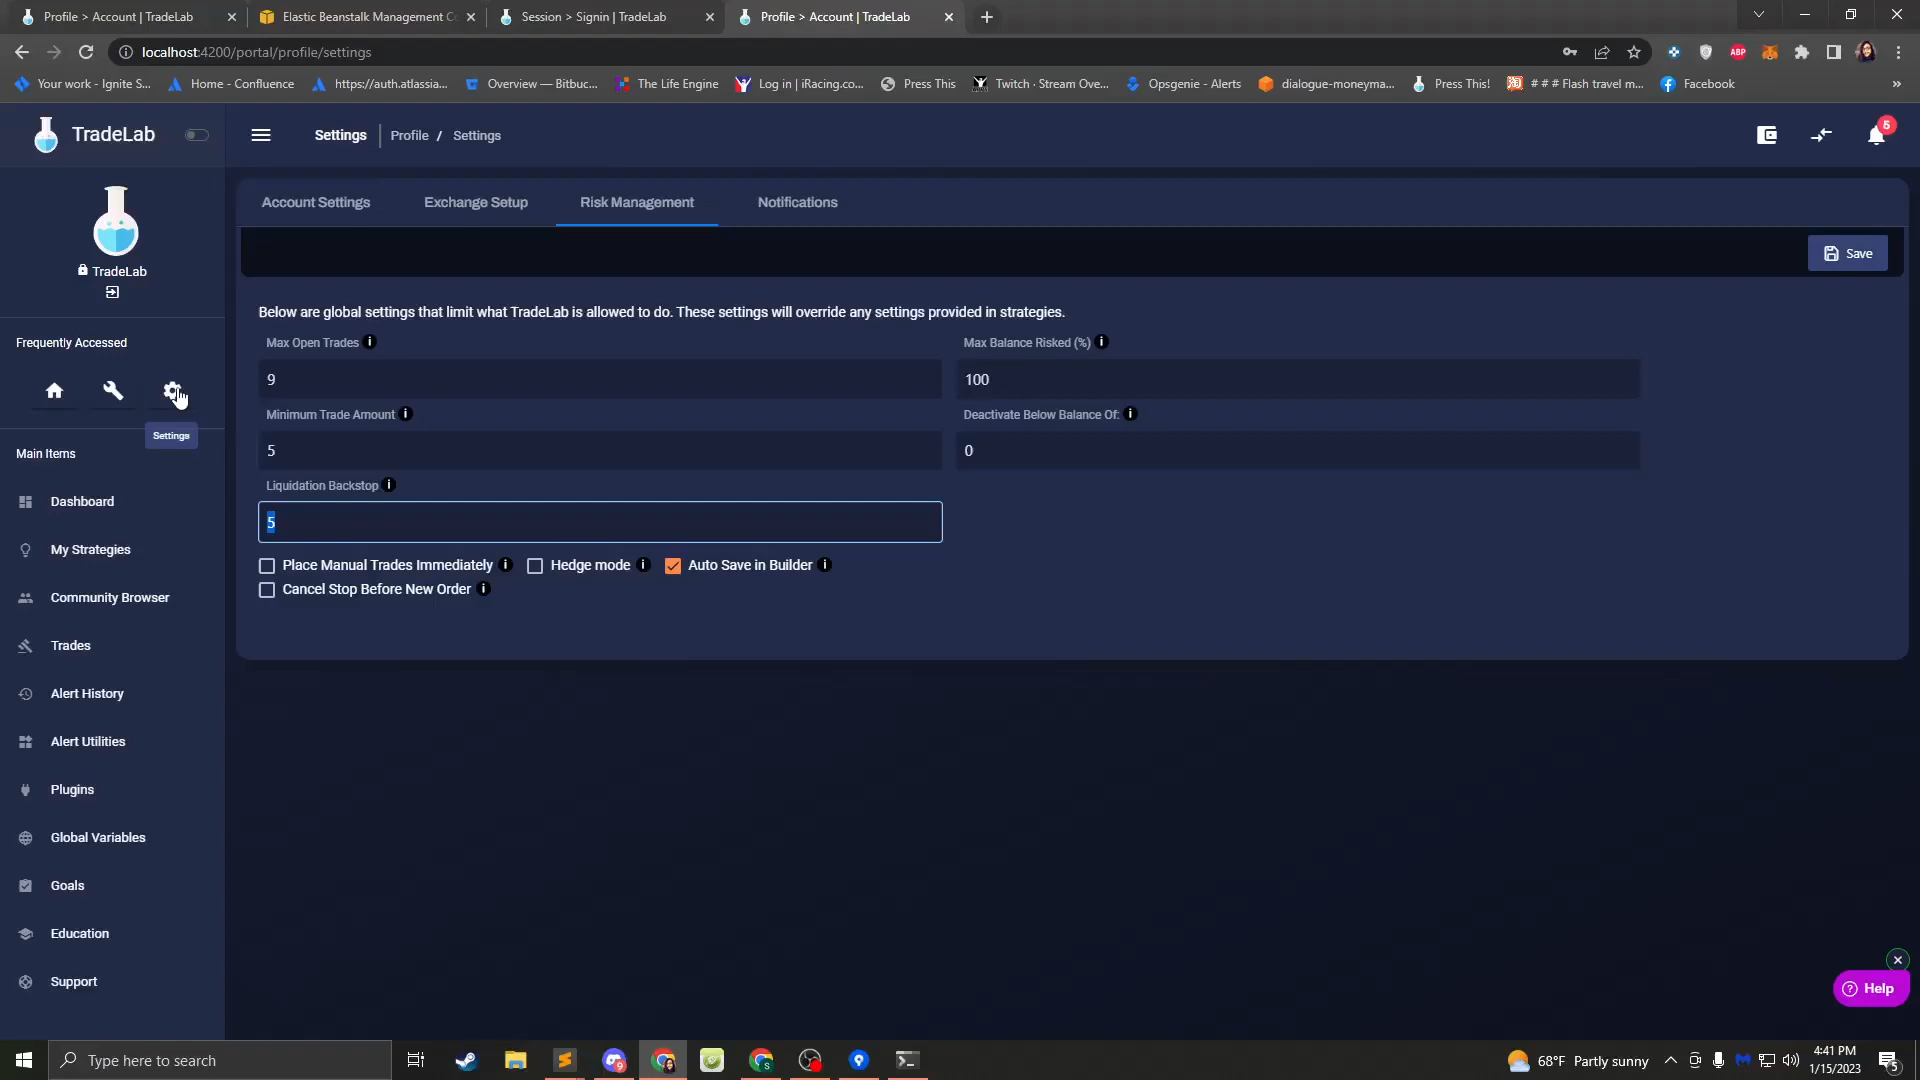 Profile > Account | TradeLab
Elastic Beanstalk Management Co
Session > Signin | TradeLab
Profile > Account | TradeLab
localhost:4200/portal/profile/settings
ABP
Your work - Ignite S...
Home - Confluence
https://auth.atlassia...
Overview — Bitbuc...
The Life Engine
Log in | iRacing.co...
Press This
Twitch · Stream Ove...
Opsgenie - Alerts
dialogue-moneyma...
Press This!
# # # Flash travel m...
Facebook
»
TradeLab
Settings
Profile / Settings
5
Account Settings
Exchange Setup
Risk Management
Notifications
Save
TradeLab
Frequently Accessed
Settings
Main Items
Dashboard
My Strategies
Community Browser
Trades
Alert History
Alert Utilities
Plugins
Global Variables
Goals
Education
Support
Below are global settings that limit what TradeLab is allowed to do. These settings will override any settings provided in strategies.
Max Open Trades
Max Balance Risked (%)
9
100
Minimum Trade Amount
Deactivate Below Balance Of:
5
0
Liquidation Backstop
5
Place Manual Trades Immediately
Hedge mode
Auto Save in Builder
Cancel Stop Before New Order
Help
Type here to search
9
68°F Partly sunny
4:41 PM
1/15/2023
5